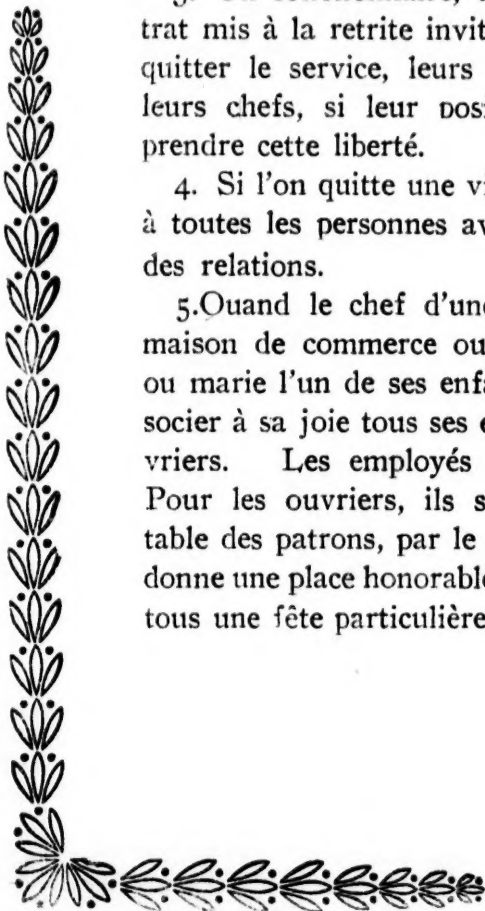 trat mis à la retrite invit
quitter le service, leurs
leurs chefs, si leur pos
prendre cette liberté.
4. Si l'on quitte une vi
à toutes les personnes av
des relations.
5.Quand le chef d'une
maison de commerce ou
ou marie l'un de ses enfa
socier à sa joie tous ses e
vriers. Les employés
Pour les ouvriers, ils s
table des patrons, par le
donne une place honorable
tous une fête particulière